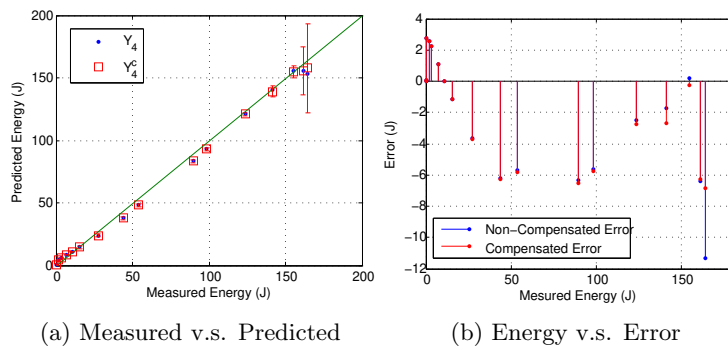 200
150
100
50
0
0
50
100
150
200
Predicted Energy (J)
Measured Energy (J)
Y4
Y4^c
(a) Measured v.s. Predicted
4
2
0
−2
−4
−6
−8
−10
−12
0
50
100
150
Error (J)
Mesured Energy (J)
Non−Compensated Error
Compensated Error
(b) Energy v.s. Error